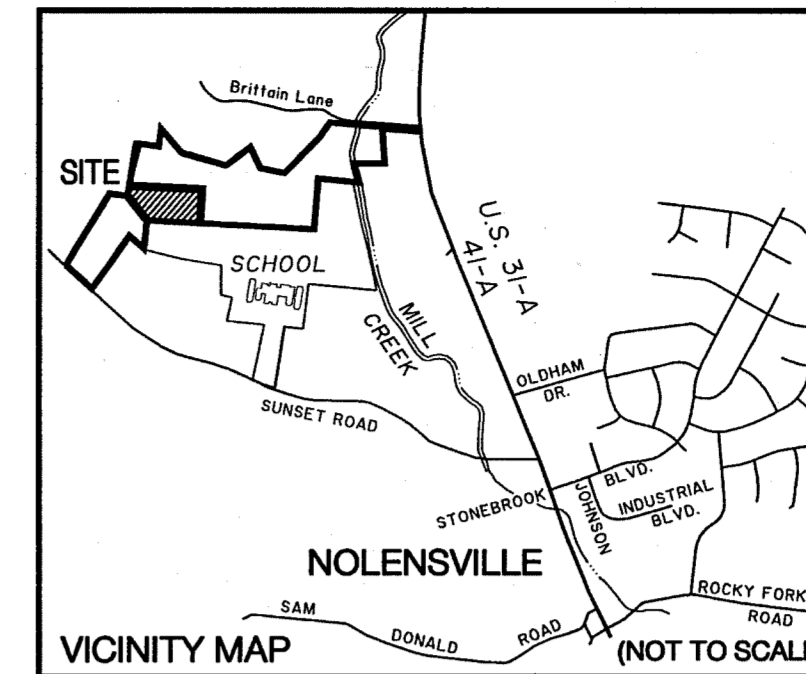 Brittain Lane
SITE
U.S. 31-A
41-A
SCHOOL
MILL
CREEK
OLDHAM
DR.
SUNSET ROAD
STONEBROOK BLVD.
JOHNSON
INDUSTRIAL
BLVD.
NOLENSVILLE
ROCKY FORK
ROAD
SAM DONALD ROAD
VICINITY MAP
(NOT TO SCAL